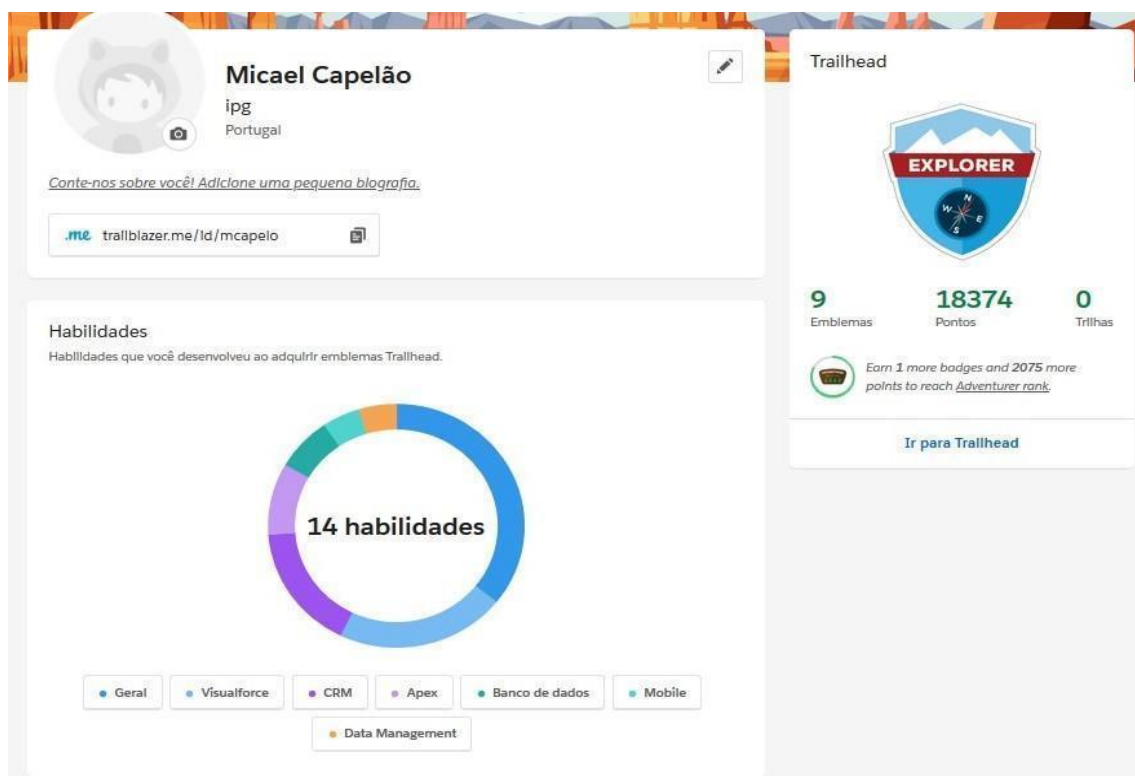 Micael Capelão
ipg
Portugal
Conte-nos sobre você! Adicione uma pequena biografia.
.me trailblazer.me/id/mcapelo
Habilidades
Habilidades que você desenvolveu ao adquirir emblemas Trailhead.
14 habilidades
Geral
Visualforce
CRM
Apex
Banco de dados
Mobile
Data Management
Trailhead
EXPLORER
N
W
E
S
9
18374
0
Emblemas
Pontos
Trilhas
Earn 1 more badges and 2075 more
points to reach Adventurer rank.
Ir para Trailhead